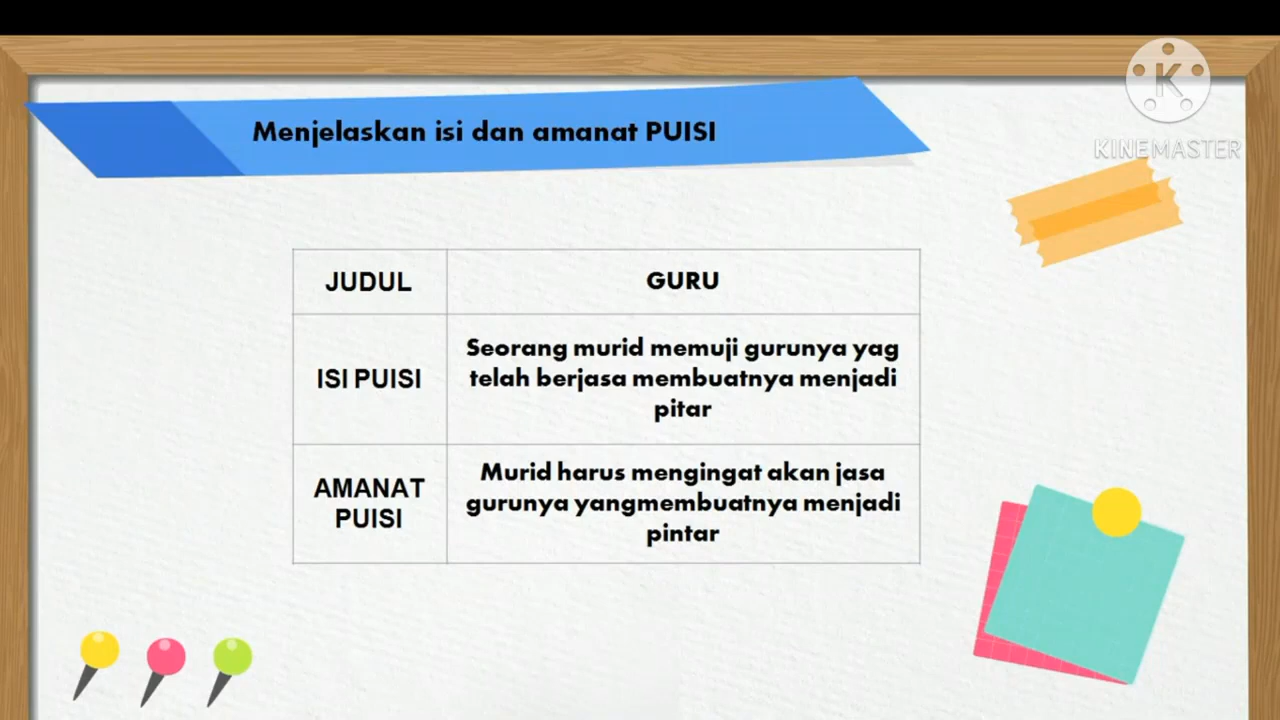 KINEMASTER
Menjelaskan isi dan amanat PUISI
JUDUL
GURU
ISI PUISI
Seorang murid memuji gurunya yag
telah berjasa membuatnya menjadi
pitar
AMANAT
PUISI
Murid harus mengingat akan jasa
gurunya yangmembuatnya menjadi
pintar